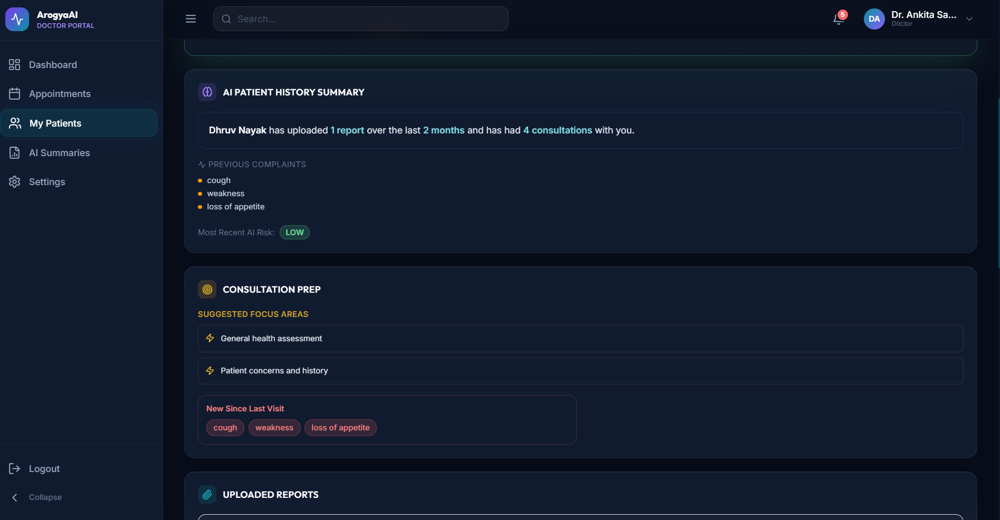 ArogyaAI
DOCTOR PORTAL
Search...
5
DA
Dr. Ankita Sa...
Doctor
Dashboard
Appointments
My Patients
AI Summaries
Settings
Logout
Collapse
AI PATIENT HISTORY SUMMARY
Dhruv Nayak has uploaded 1 report over the last 2 months and has had 4 consultations with you.
PREVIOUS COMPLAINTS
cough
weakness
loss of appetite
Most Recent AI Risk: LOW
CONSULTATION PREP
SUGGESTED FOCUS AREAS
General health assessment
Patient concerns and history
New Since Last Visit
cough weakness loss of appetite
UPLOADED REPORTS